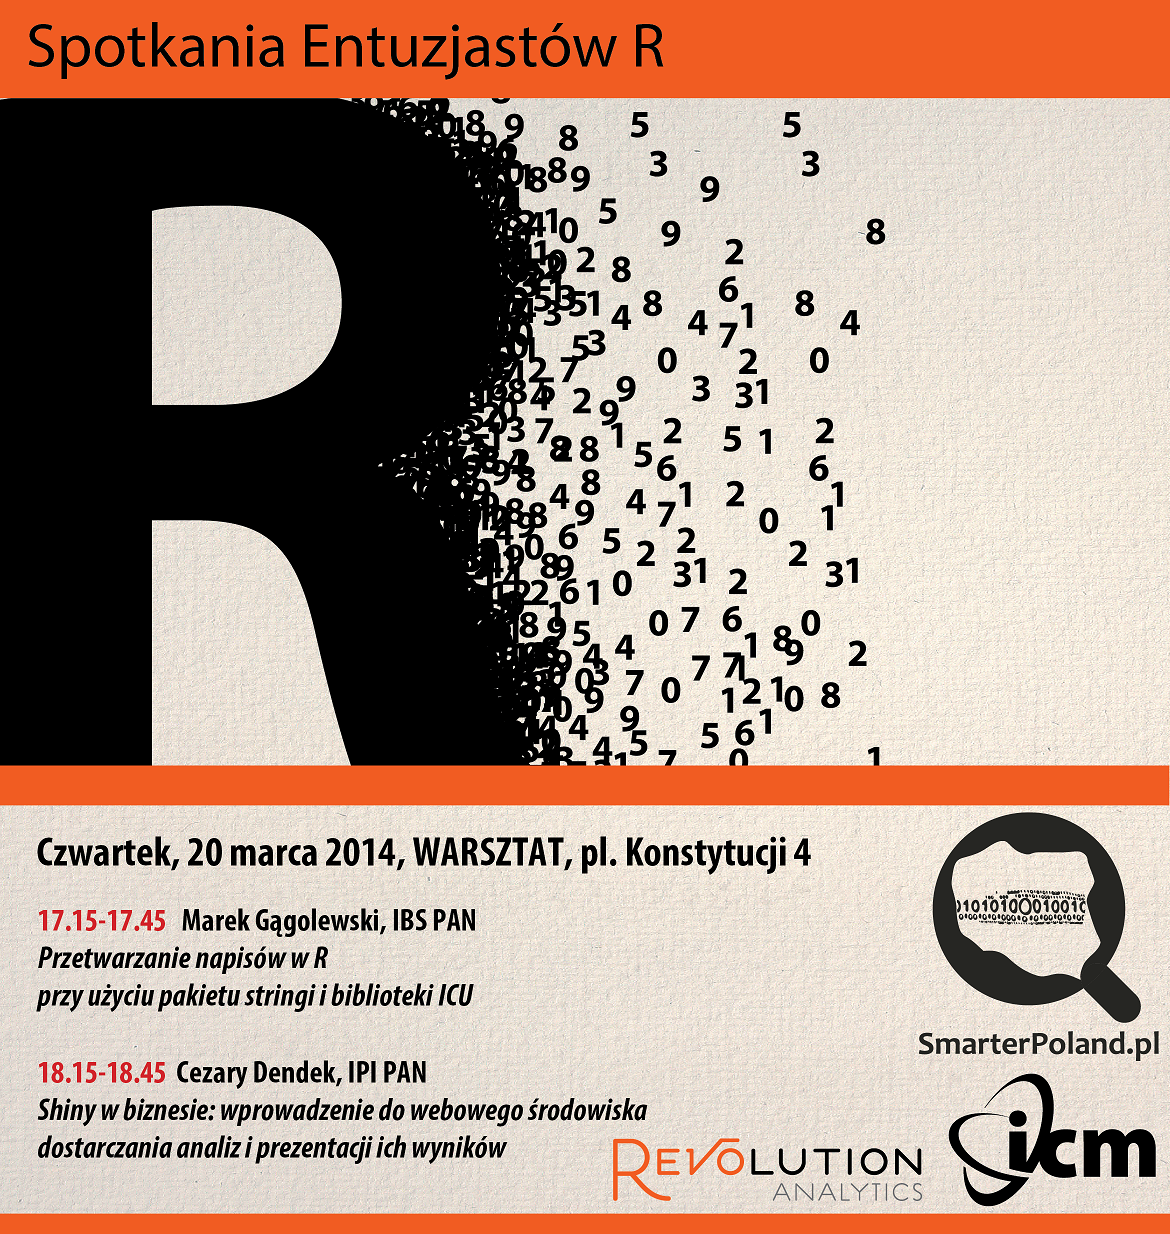 Spotkania Entuzjastów R
Czwartek, 20 marca 2014, WARSZTAT, pl. Konstytucji 4
17.15-17.45 Marek Gągolewski, IBS PAN
Przetwarzanie napisów w R
przy użyciu pakietu stringi i biblioteki ICU
18.15-18.45 Cezary Dendek, IPI PAN
Shiny w biznesie: wprowadzenie do webowego środowiska
dostarczania analiz i prezentacji ich wyników
SmarterPoland.pl
REVOLUTION
ANALYTICS
icm